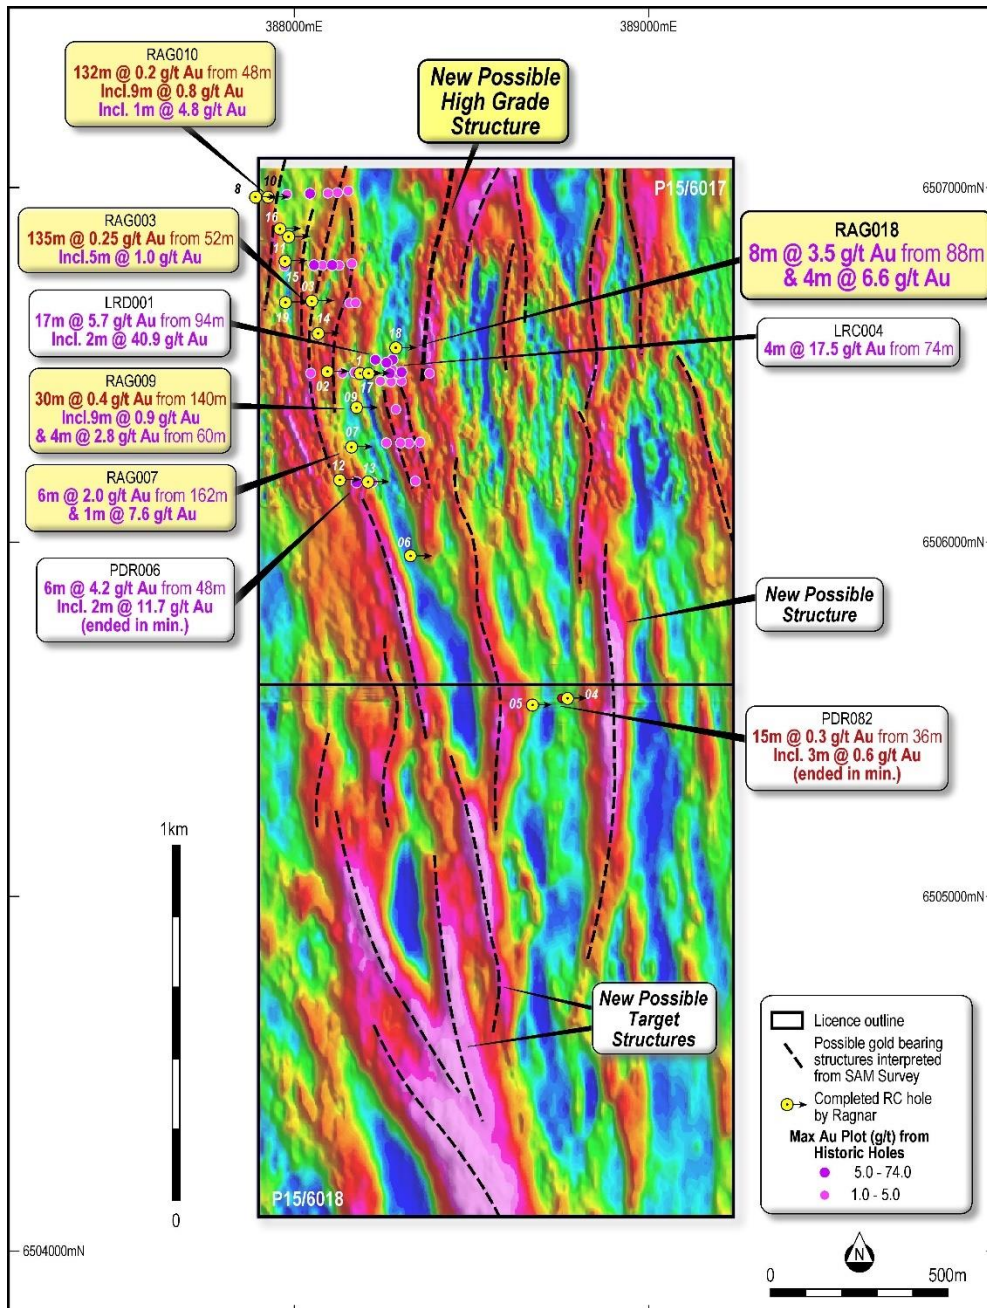 388000mE
389000mE
RAG010
132m @ 0.2 g/t Au from 48m
Incl.9m @ 0.8 g/t Au
Incl. 1m @ 4.8 g/t Au
New Possible
High Grade
Structure
P15/6017
6507000mN
8
10
16
RAG003
135m @ 0.25 g/t Au from 52m
Incl.5m @ 1.0 g/t Au
11
15
03
19
14
RAG018
8m @ 3.5 g/t Au from 88m
& 4m @ 6.6 g/t Au
LRD001
17m @ 5.7 g/t Au from 94m
Incl. 2m @ 40.9 g/t Au
18
LRC004
4m @ 17.5 g/t Au from 74m
02
1
17
RAG009
30m @ 0.4 g/t Au from 140m
Incl.9m @ 0.9 g/t Au
& 4m @ 2.8 g/t Au from 60m
09
07
RAG007
6m @ 2.0 g/t Au from 162m
& 1m @ 7.6 g/t Au
12
13
06
6506000mN
PDR006
6m @ 4.2 g/t Au from 48m
Incl. 2m @ 11.7 g/t Au
(ended in min.)
New Possible
Structure
05
04
PDR082
15m @ 0.3 g/t Au from 36m
Incl. 3m @ 0.6 g/t Au
(ended in min.)
1km
0
6505000mN
New Possible
Target
Structures
P15/6018
Licence outline
Possible gold bearing
structures interpreted
from SAM Survey
Completed RC hole
by Ragnar
Max Au Plot (g/t) from
Historic Holes
5.0 - 74.0
1.0 - 5.0
6504000mN
N
0
500m